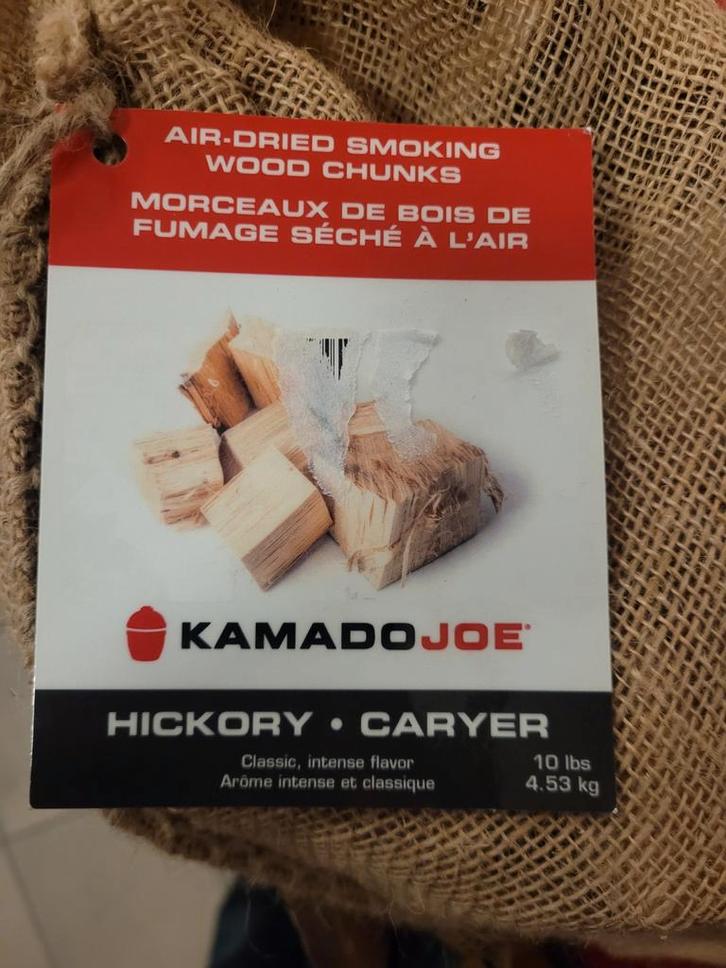 AIR-DRIED SMOKING
WOOD CHUNKS
MORCEAUX DE BOIS DE
FUMAGE SÉCHÉ À L'AIR
KAMADOJOE®
HICKORY • CARYER
Classic, intense flavor
Arôme intense et classique
10 lbs
4.53 kg